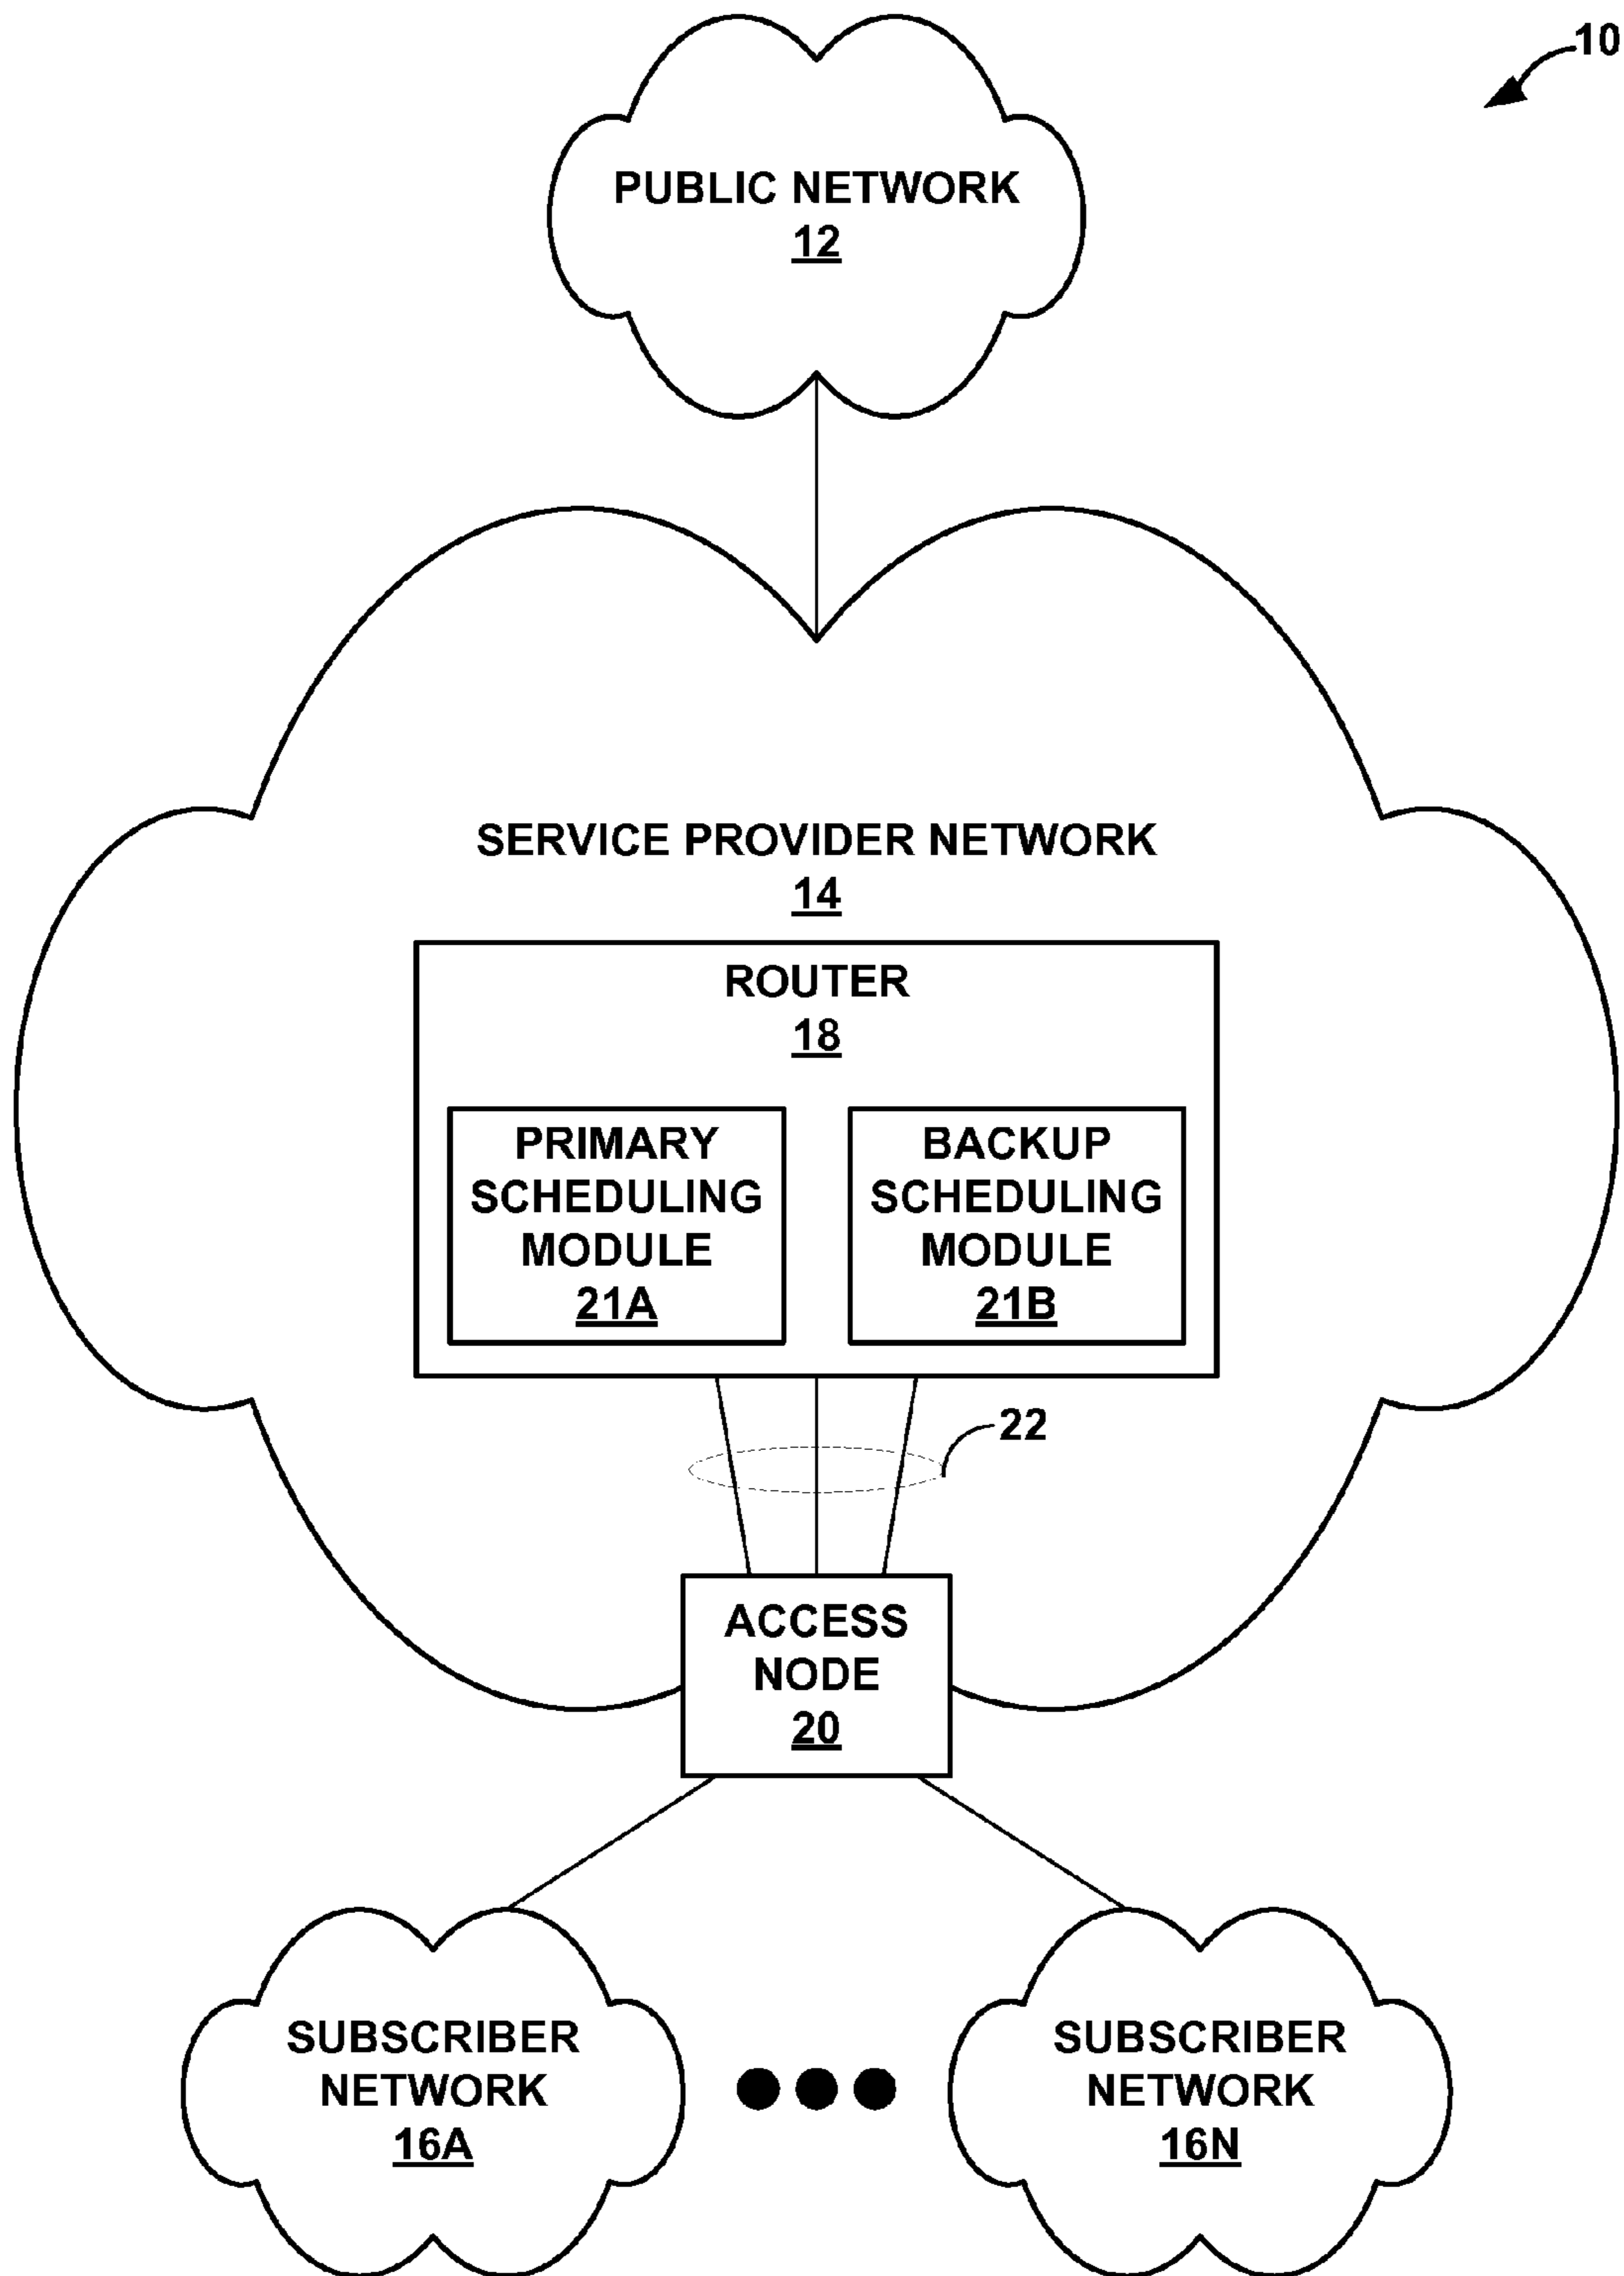 10
PUBLIC NETWORK
12
SERVICE PROVIDER NETWORK
14
ROUTER
18
PRIMARY
SCHEDULING
MODULE
21A
BACKUP
SCHEDULING
MODULE
21B
22
ACCESS
NODE
20
SUBSCRIBER
NETWORK
16A
SUBSCRIBER
NETWORK
16N